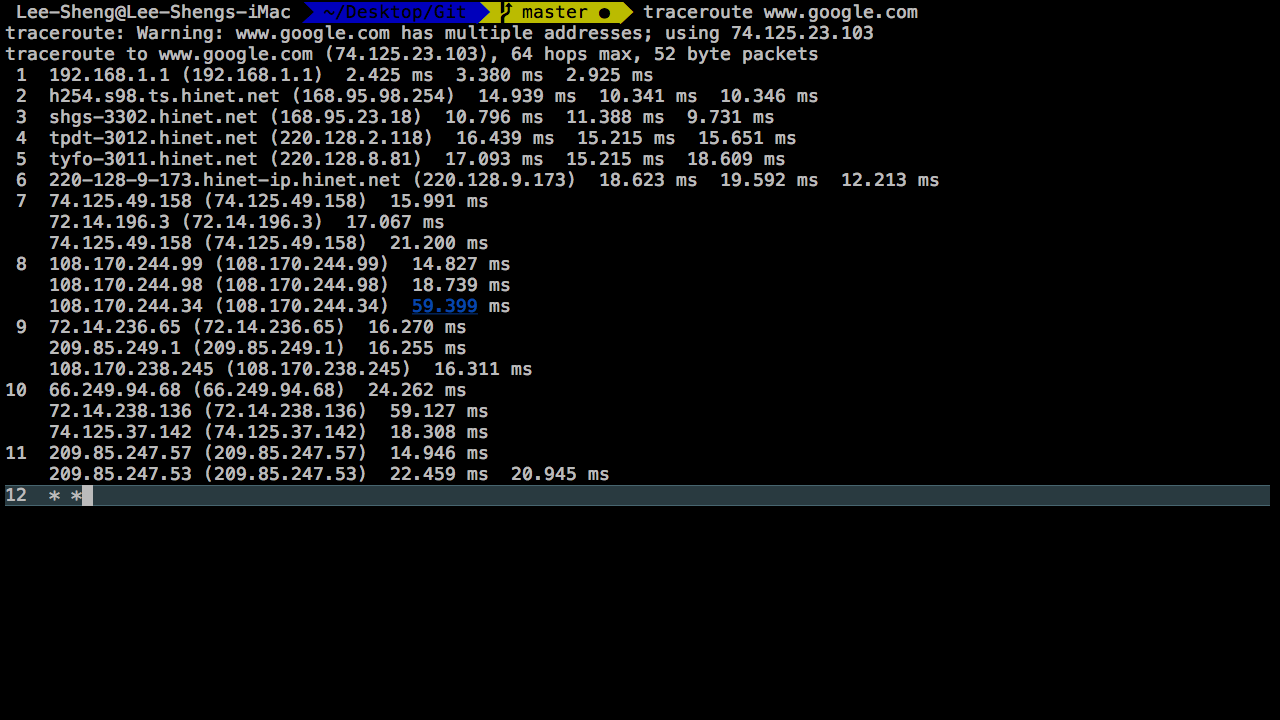 Lee-Sheng@Lee-Shengs-iMac ~/Desktop/Git master ● traceroute www.google.com
traceroute: Warning: www.google.com has multiple addresses; using 74.125.23.103
traceroute to www.google.com (74.125.23.103), 64 hops max, 52 byte packets
 1  192.168.1.1 (192.168.1.1)  2.425 ms  3.380 ms  2.925 ms
 2  h254.s98.ts.hinet.net (168.95.98.254)  14.939 ms  10.341 ms  10.346 ms
 3  shgs-3302.hinet.net (168.95.23.18)  10.796 ms  11.388 ms  9.731 ms
 4  tpdt-3012.hinet.net (220.128.2.118)  16.439 ms  15.215 ms  15.651 ms
 5  tyfo-3011.hinet.net (220.128.8.81)  17.093 ms  15.215 ms  18.609 ms
 6  220-128-9-173.hinet-ip.hinet.net (220.128.9.173)  18.623 ms  19.592 ms  12.213 ms
 7  74.125.49.158 (74.125.49.158)  15.991 ms
    72.14.196.3 (72.14.196.3)  17.067 ms
    74.125.49.158 (74.125.49.158)  21.200 ms
 8  108.170.244.99 (108.170.244.99)  14.827 ms
    108.170.244.98 (108.170.244.98)  18.739 ms
    108.170.244.34 (108.170.244.34)  59.399 ms
 9  72.14.236.65 (72.14.236.65)  16.270 ms
    209.85.249.1 (209.85.249.1)  16.255 ms
    108.170.238.245 (108.170.238.245)  16.311 ms
10  66.249.94.68 (66.249.94.68)  24.262 ms
    72.14.238.136 (72.14.238.136)  59.127 ms
    74.125.37.142 (74.125.37.142)  18.308 ms
11  209.85.247.57 (209.85.247.57)  14.946 ms
    209.85.247.53 (209.85.247.53)  22.459 ms  20.945 ms
12  * *